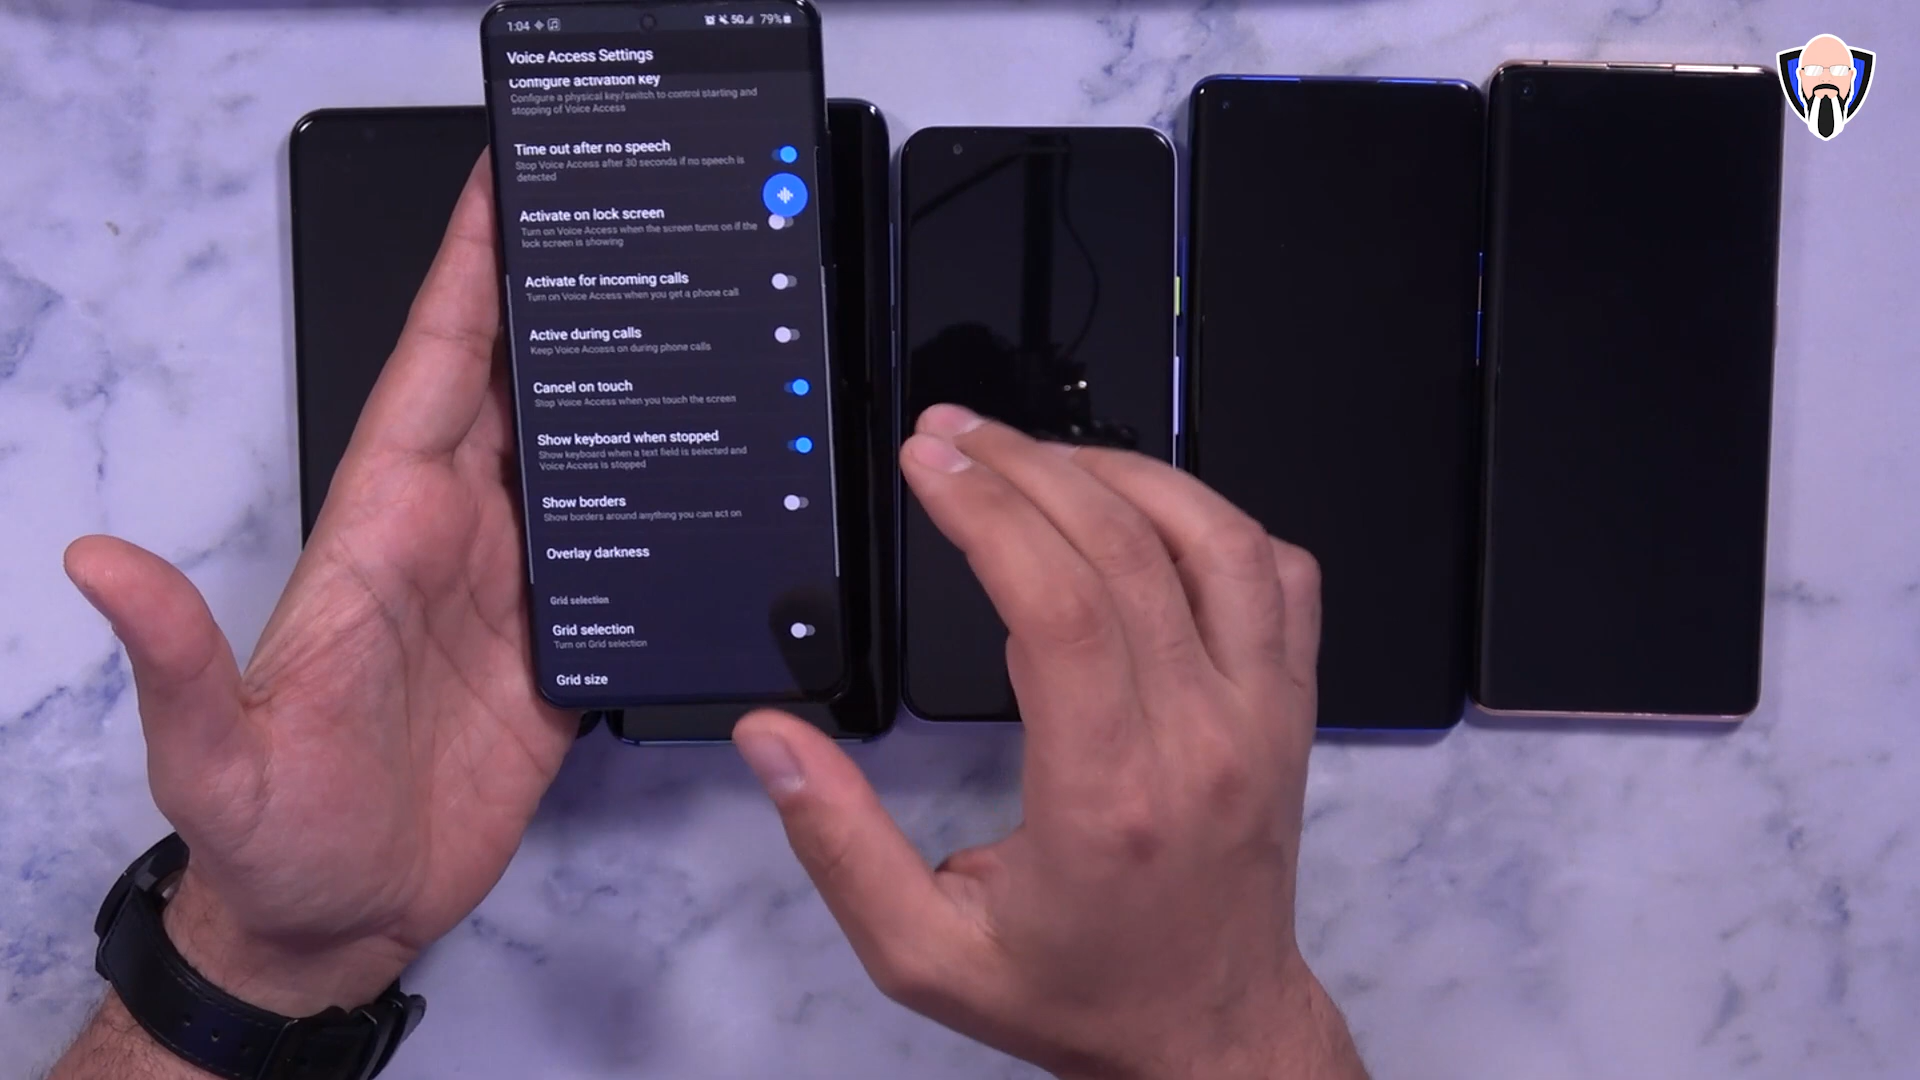 1:04
5G 79%
Voice Access Settings
Configure activation key
Configure a physical key/switch to control starting and
stopping of Voice Access
Time out after no speech
Stop Voice Access after 30 seconds if no speech is
detected
Activate on lock screen
Turn on Voice Access when the screen turns on if the
lock screen is showing
Activate for incoming calls
Turn on Voice Access when you get a phone call
Active during calls
Keep Voice Access on during phone calls
Cancel on touch
Stop Voice Access when you touch the screen
Show keyboard when stopped
Show keyboard when a text field is selected and
Voice Access is stopped
Show borders
Show borders around anything you can act on
Overlay darkness
Grid selection
Grid selection
Turn on Grid selection
Grid size